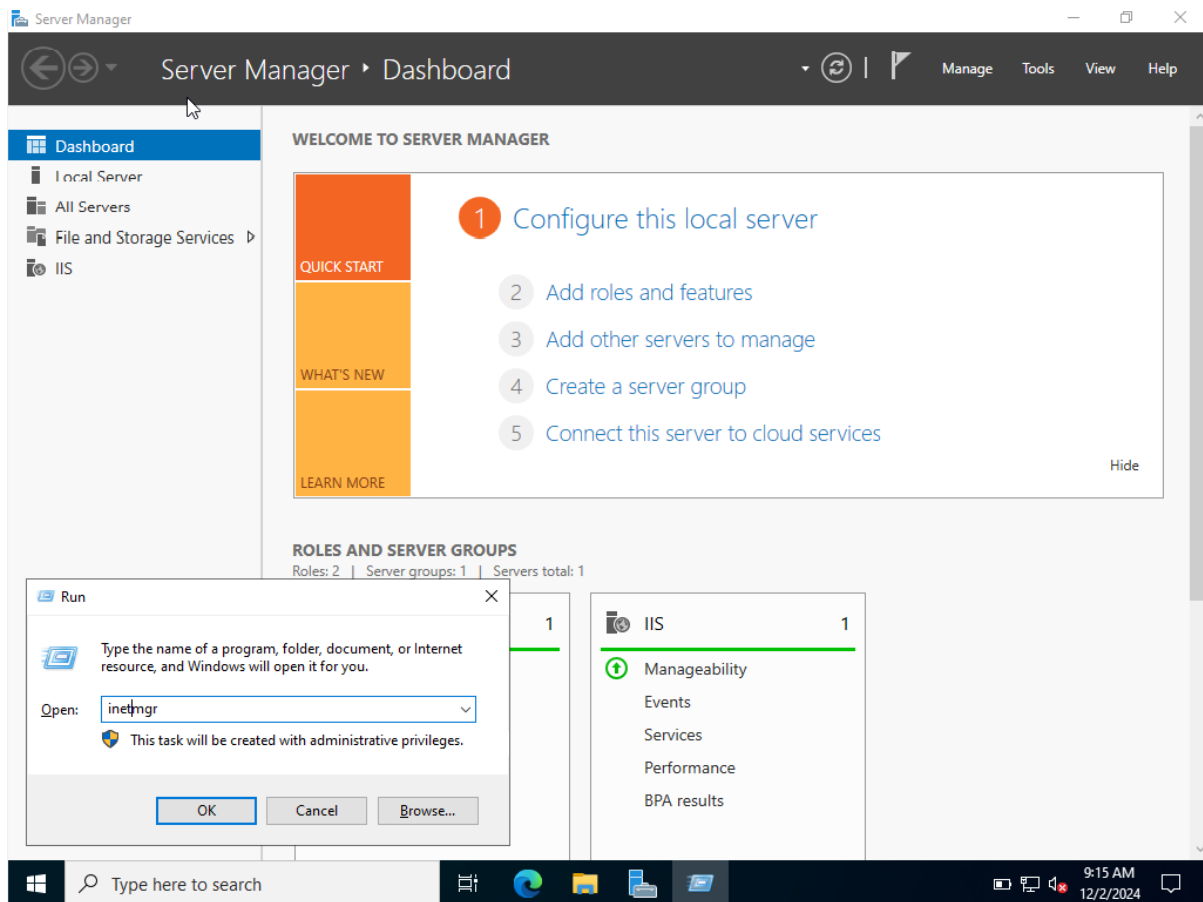 Server Manager
Server Manager ‣ Dashboard
Manage
Tools
View
Help
Dashboard
Local Server
All Servers
File and Storage Services
IIS
WELCOME TO SERVER MANAGER
QUICK START
WHAT'S NEW
LEARN MORE
1 Configure this local server
2 Add roles and features
3 Add other servers to manage
4 Create a server group
5 Connect this server to cloud services
Hide
ROLES AND SERVER GROUPS
Roles: 2 | Server groups: 1 | Servers total: 1
1
IIS 1
Manageability
Events
Services
Performance
BPA results
Run
Type the name of a program, folder, document, or Internet
resource, and Windows will open it for you.
Open: inetmgr
This task will be created with administrative privileges.
OK
Cancel
Browse...
Type here to search
9:15 AM
12/2/2024